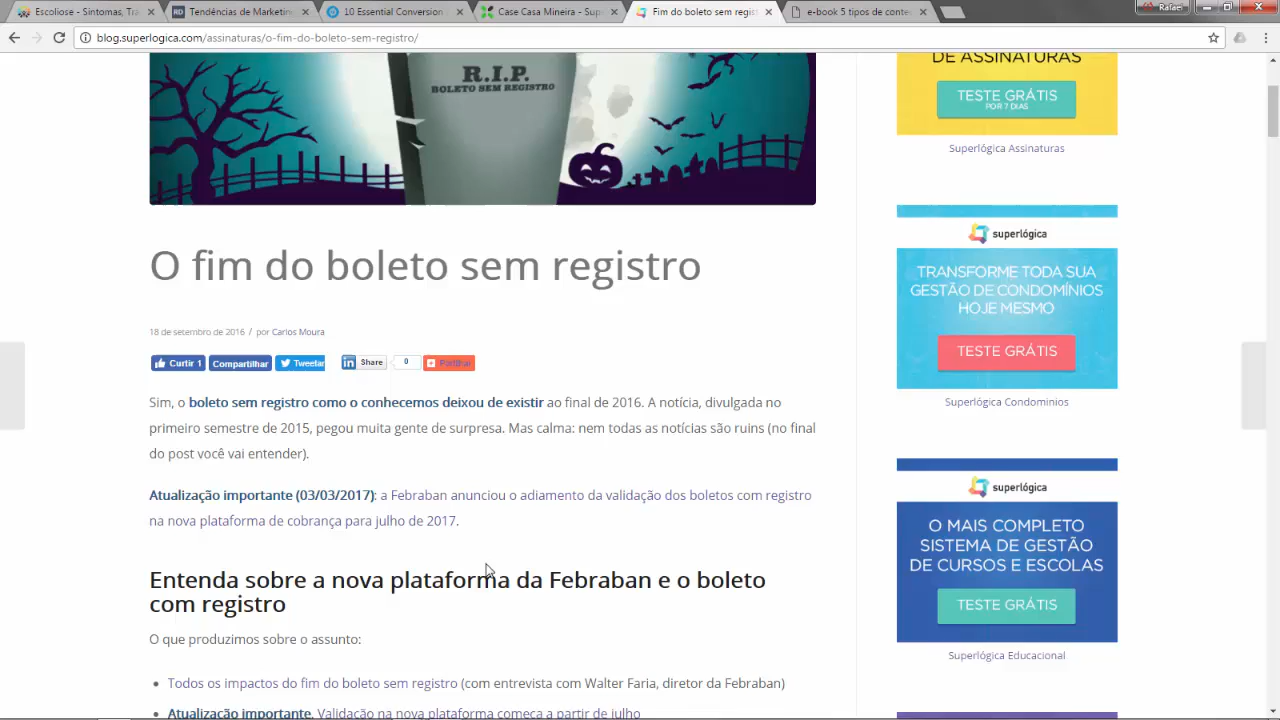 Escoliose - Sintomas, Tra
Tendências de Marketin
10 Essential Conversion
Case Casa Mineira - Sup
Fim do boleto sem regist
e-book 5 tipos de conte
Rafael
blog.superlogica.com/assinaturas/o-fim-do-boleto-sem-registro/
R.I.P.
BOLETO SEM REGISTRO
O fim do boleto sem registro
18 de setembro de 2016 / por Carlos Moura
Curtir 1
Compartilhar
Tweetar
Share
0
Partilhar
Sim, o boleto sem registro como o conhecemos deixou de existir ao final de 2016. A notícia, divulgada no
primeiro semestre de 2015, pegou muita gente de surpresa. Mas calma: nem todas as notícias são ruins (no final
do post você vai entender).
Atualização importante (03/03/2017): a Febraban anunciou o adiamento da validação dos boletos com registro
na nova plataforma de cobrança para julho de 2017.
Entenda sobre a nova plataforma da Febraban e o boleto
com registro
O que produzimos sobre o assunto:
• Todos os impactos do fim do boleto sem registro (com entrevista com Walter Faria, diretor da Febraban)
• Atualização importante. Validação na nova plataforma começa a partir de julho
DE ASSINATURAS
TESTE GRÁTIS
POR 7 DIAS
Superlógica Assinaturas
superlógica
TRANSFORME TODA SUA
GESTÃO DE CONDOMÍNIOS
HOJE MESMO
TESTE GRÁTIS
Superlógica Condominios
superlógica
O MAIS COMPLETO
SISTEMA DE GESTÃO
DE CURSOS E ESCOLAS
TESTE GRÁTIS
Superlógica Educacional